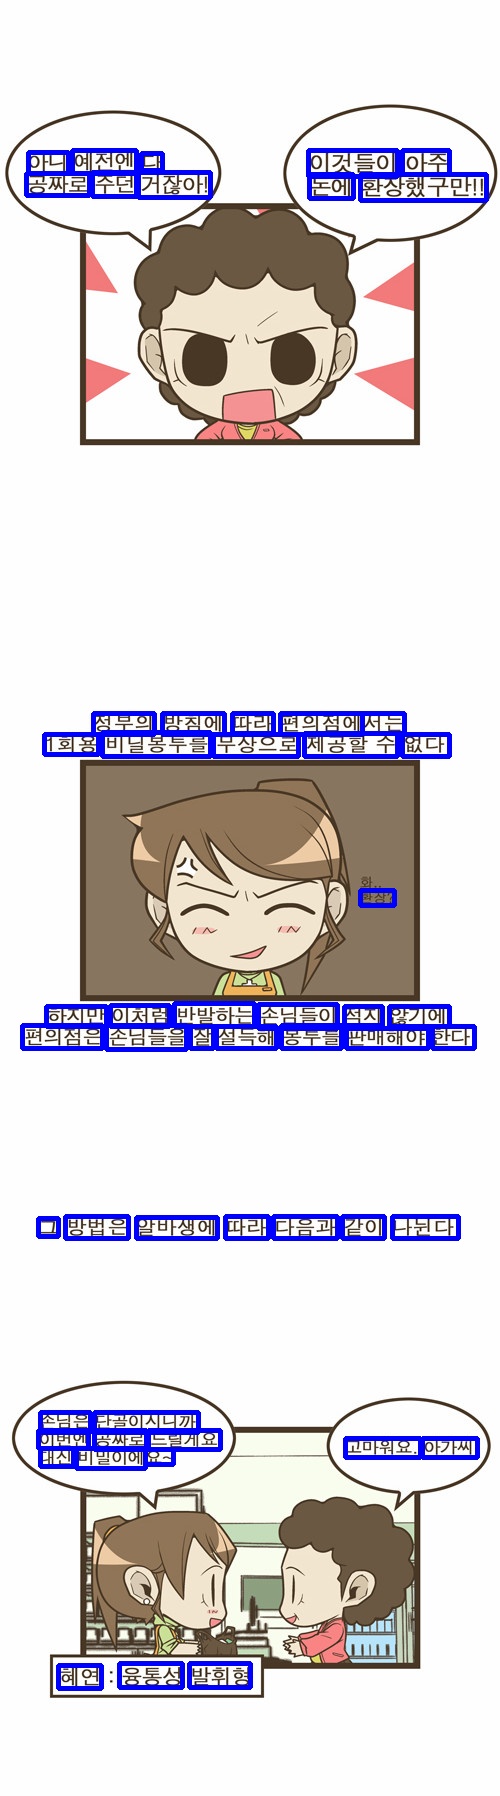 아니 예전엔 다
공짜로 주던 거잖아!
이것들이 아주
돈에 환장했구만!!
정부의 방침에 따라 편의점에서는
1회용 비닐봉투를 무상으로 제공할 수 없다
화..
환장?
하지만 이처럼 반발하는 손님들이 적지 않기에
편의점은 손님들을 잘 설득해 봉투를 판매해야 한다
그 방법은 알바생에 따라 다음과 같이 나뉜다
손님은 단골이시니까
이번엔 공짜로 드릴게요
대신 비밀이에요~
고마워요. 아가씨
혜연 : 융통성 발휘형